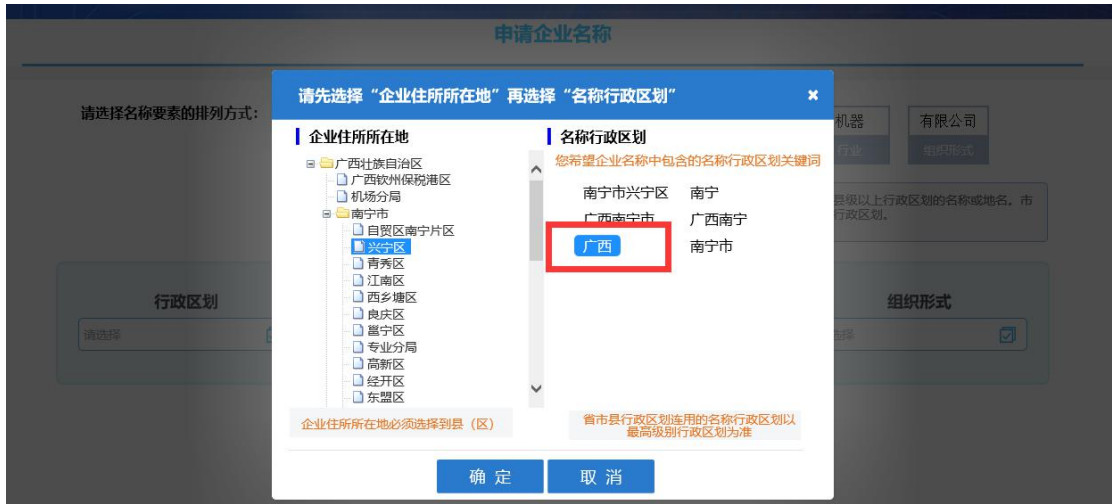 申请企业名称
请先选择“企业住所所在地”再选择“名称行政区划”
×
请选择名称要素的排列方式：
机器
有限公司
行业
组织形式
企业住所所在地
名称行政区划
您希望企业名称中包含的名称行政区划关键词
广西壮族自治区
广西钦州保税港区
机场分局
南宁市
自贸区南宁片区
兴宁区
青秀区
江南区
西乡塘区
良庆区
邕宁区
专业分局
高新区
经开区
东盟区
南宁市兴宁区 南宁
广西南宁市 广西南宁
广西 南宁市
县级以上行政区划的名称或地名。市
行政区划。
行政区划
请选择
组织形式
选择
企业住所所在地必须选择到县（区）
省市县行政区划连用的名称行政区划以
最高级别行政区划为准
确 定
取 消